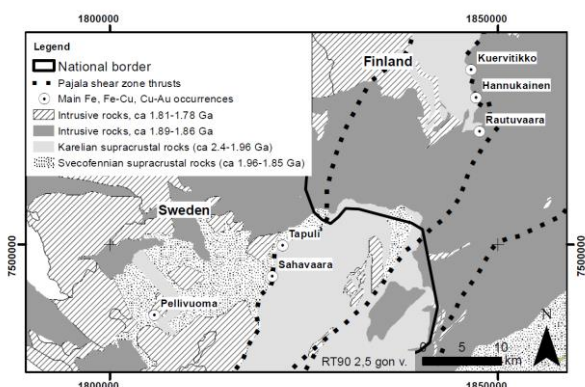 1800000
1850000
Legend
National border
Pajala shear zone thrusts
Main Fe, Fe-Cu, Cu-Au occurrences
Intrusive rocks, ca 1.81-1.78 Ga
Intrusive rocks, ca 1.89-1.86 Ga
Karelian supracrustal rocks (ca 2.4-1.96 Ga)
Svecofennian supracrustal rocks (ca 1.96-1.85 Ga)
Finland
Kuervitikko
Hannukainen
Rautuvaara
Sweden
Tapuli
Sahavaara
Pellivuoma
7500000
7500000
N
0 5 10
km
RT90 2,5 gon v.
1800000
1850000